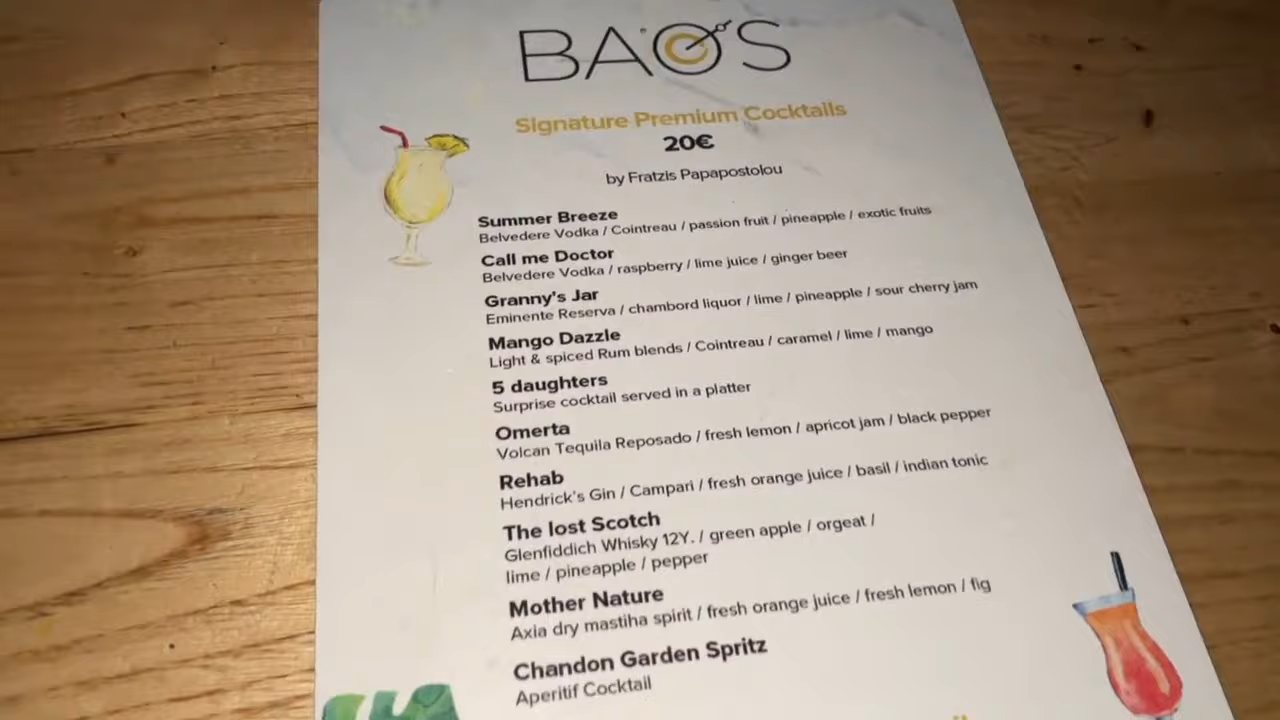 BAO'S
Signature Premium Cocktails
20€
by Fratzis Papapostolou
Summer Breeze
Belvedere Vodka / Cointreau / passion fruit / pineapple / exotic fruits
Call me Doctor
Belvedere Vodka / raspberry / lime juice / ginger beer
Granny's Jar
Eminente Reserva / chambord liquor / lime / pineapple / sour cherry jam
Mango Dazzle
Light & spiced Rum blends / Cointreau / caramel / lime / mango
5 daughters
Surprise cocktail served in a platter
Omerta
Volcan Tequila Reposado / fresh lemon / apricot jam / black pepper
Rehab
Hendrick's Gin / Campari / fresh orange juice / basil / indian tonic
The lost Scotch
Glenfiddich Whisky 12Y. / green apple / orgeat /
lime / pineapple / pepper
Mother Nature
Axia dry mastiha spirit / fresh orange juice / fresh lemon / fig
Chandon Garden Spritz
Aperitif Cocktail